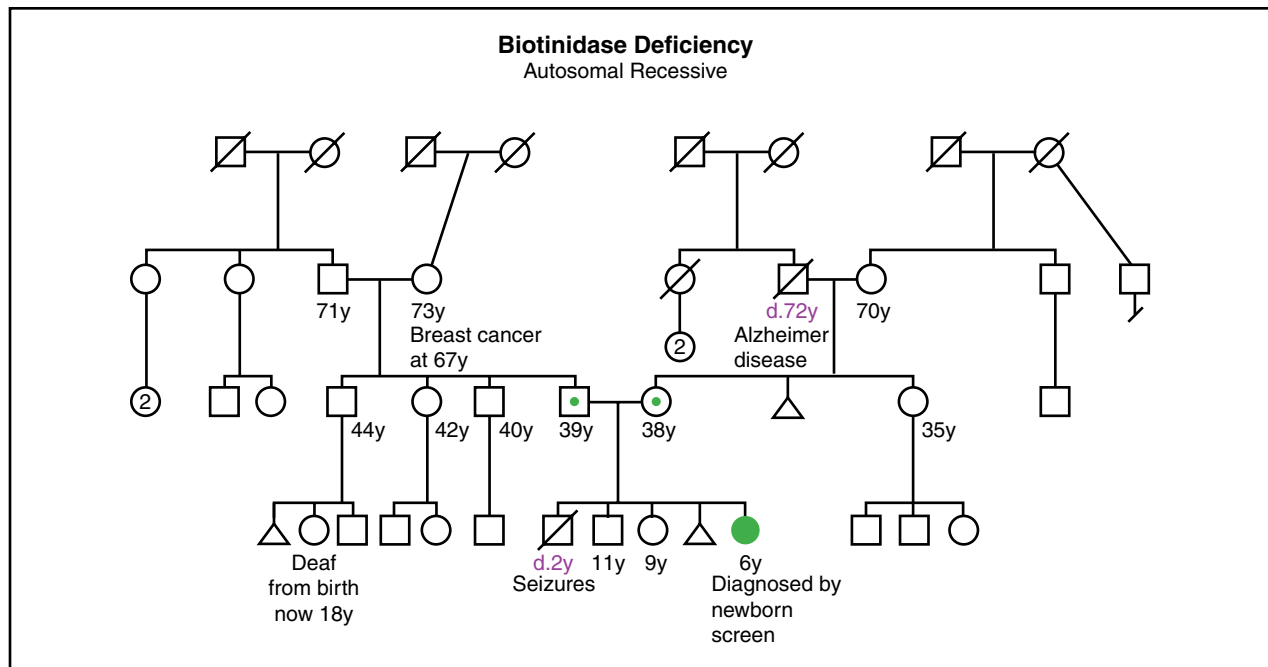 Biotinidase Deficiency
Autosomal Recessive
71y
73y
Breast cancer
at 67y
d.72y
Alzheimer
disease
70y
2
2
44y
42y
40y
39y
38y
35y
Deaf
from birth
now 18y
d.2y
Seizures
11y
9y
6y
Diagnosed by
newborn
screen